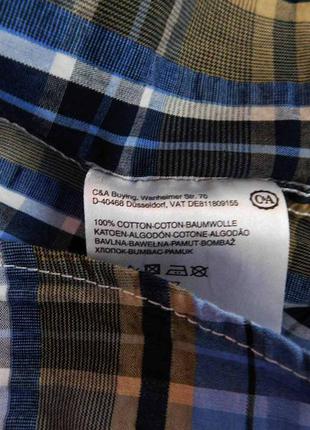 C&A Buying, Wanheimer Str. 70
D-40468 Düsseldorf, VAT DE811809155
C&A
100% COTTON-COTON-BAUMWOLLE
KATOEN-ALGODÓN-COTONE-ALGODÃO
BAVLNA-BAWEŁNA-PAMUT-BOMBAŽ
ХЛОПОК-BUMBAC-PAMUK